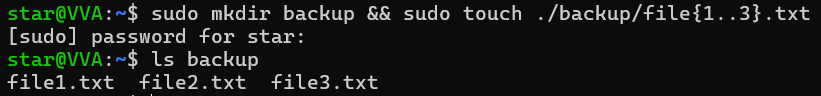 star@VVA:~$ sudo mkdir backup && sudo touch ./backup/file{1..3}.txt
[sudo] password for star:
star@VVA:~$ ls backup
file1.txt  file2.txt  file3.txt